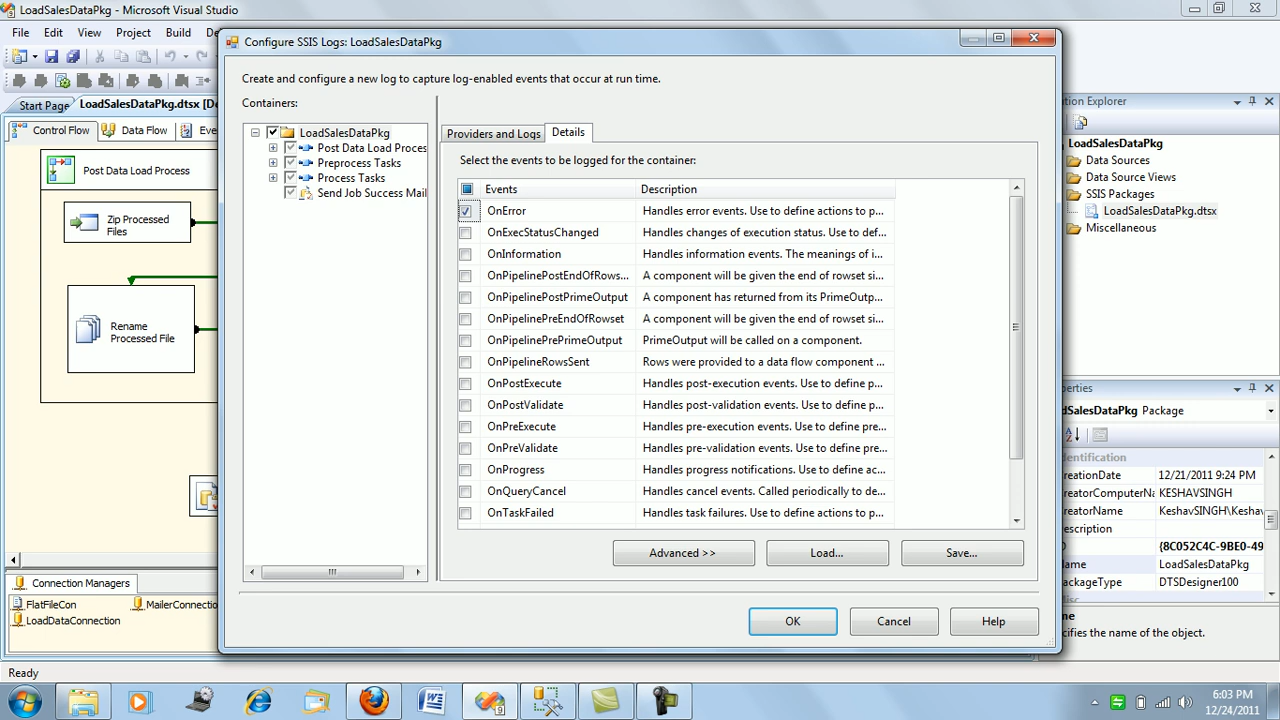 LoadSalesDataPkg - Microsoft Visual Studio
File Edit View Project Build
Configure SSIS Logs: LoadSalesDataPkg
Create and configure a new log to capture log-enabled events that occur at run time.
Containers:
Start Page LoadSalesDataPkg.dtsx
Control Flow Data Flow
LoadSalesDataPkg
Post Data Load Proces
Preprocess Tasks
Process Tasks
Send Job Success Mail
Providers and Logs Details
Select the events to be logged for the container:
Events Description
OnError Handles error events. Use to define actions to p...
OnExecStatusChanged Handles changes of execution status. Use to def...
OnInformation Handles information events. The meanings of i...
OnPipelinePostEndOfRows... A component will be given the end of rowset si...
OnPipelinePostPrimeOutput A component has returned from its PrimeOutp...
OnPipelinePreEndOfRowset A component will be given the end of rowset si...
OnPipelinePrePrimeOutput PrimeOutput will be called on a component.
OnPipelineRowsSent Rows were provided to a data flow component ...
OnPostExecute Handles post-execution events. Use to define p...
OnPostValidate Handles post-validation events. Use to define p...
OnPreExecute Handles pre-execution events. Use to define pre...
OnPreValidate Handles pre-validation events. Use to define pre...
OnProgress Handles progress notifications. Use to define ac...
OnQueryCancel Handles cancel events. Called periodically to de...
OnTaskFailed Handles task failures. Use to define actions to p...
Advanced >> Load... Save...
OK Cancel Help
Post Data Load Process
Zip Processed
Files
Rename
Processed File
Connection Managers
FlatFileCon MailerConnectio
LoadDataConnection
tion Explorer
LoadSalesDataPkg
Data Sources
Data Source Views
SSIS Packages
LoadSalesDataPkg.dtsx
Miscellaneous
operties
dSalesDataPkg Package
dentification
reationDate 12/21/2011 9:24 PM
reatorComputerNa KESHAVSINGH
reatorName KeshavSINGH\Kesha
escription
D {8C052C4C-9BE0-49
ame LoadSalesDataPkg
ackageType DTSDesigner100
Misc
me
cifies the name of the object.
Ready
6:03 PM
12/24/2011